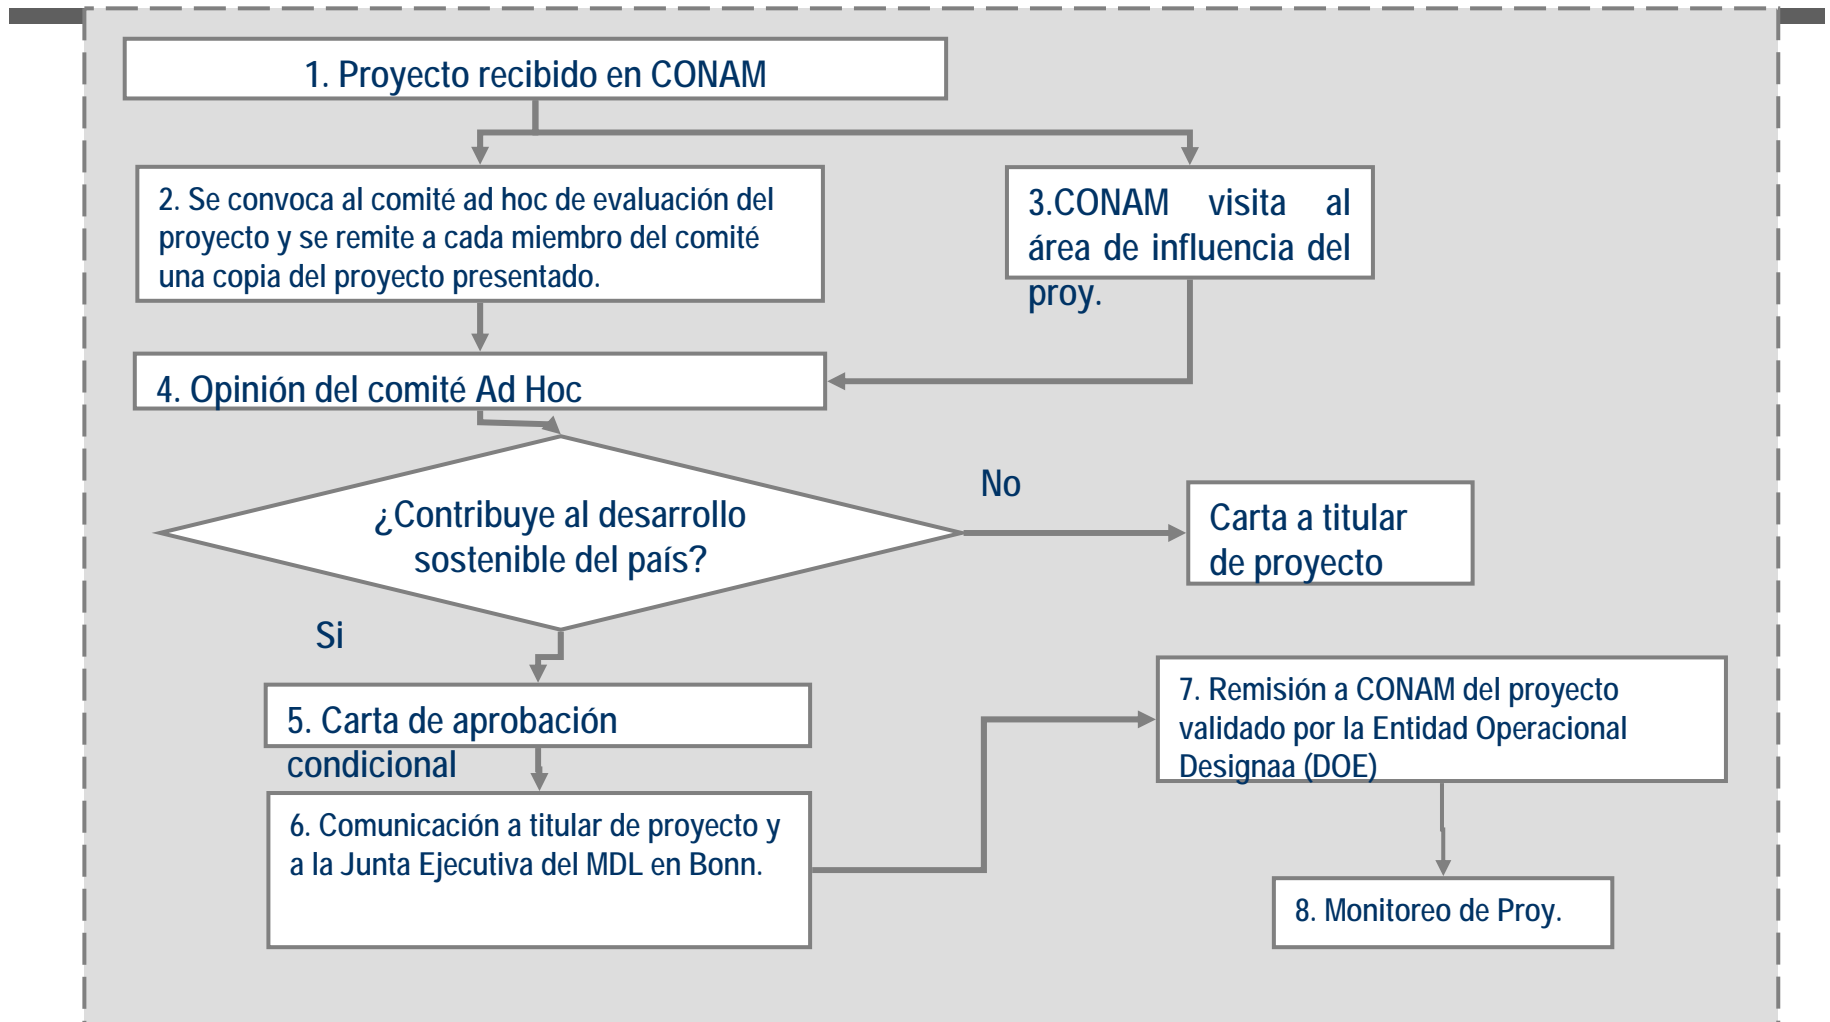 1. Proyecto recibido en CONAM
2. Se convoca al comité ad hoc de evaluación del
proyecto y se remite a cada miembro del comité
una copia del proyecto presentado.
3.CONAM visita al
área de influencia del
proy.
4. Opinión del comité Ad Hoc
¿Contribuye al desarrollo
sostenible del país?
No
Carta a titular
de proyecto
Si
5. Carta de aprobación
condicional
6. Comunicación a titular de proyecto y
a la Junta Ejecutiva del MDL en Bonn.
7. Remisión a CONAM del proyecto
validado por la Entidad Operacional
Designaa (DOE)
8. Monitoreo de Proy.